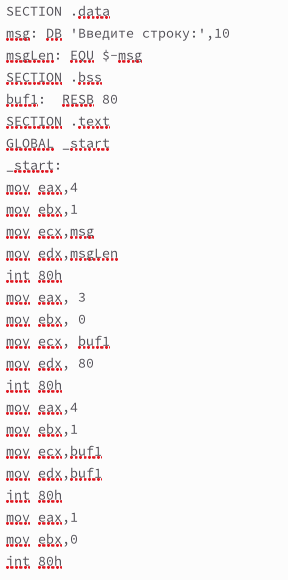 SECTION .data
msg: DB 'Введите строку:',10
msgLen: EQU $-msg
SECTION .bss
buf1:  RESB 80
SECTION .text
GLOBAL _start
_start:
mov eax,4
mov ebx,1
mov ecx,msg
mov edx,msgLen
int 80h
mov eax, 3
mov ebx, 0
mov ecx, buf1
mov edx, 80
int 80h
mov eax,4
mov ebx,1
mov ecx,buf1
mov edx,buf1
int 80h
mov eax,1
mov ebx,0
int 80h